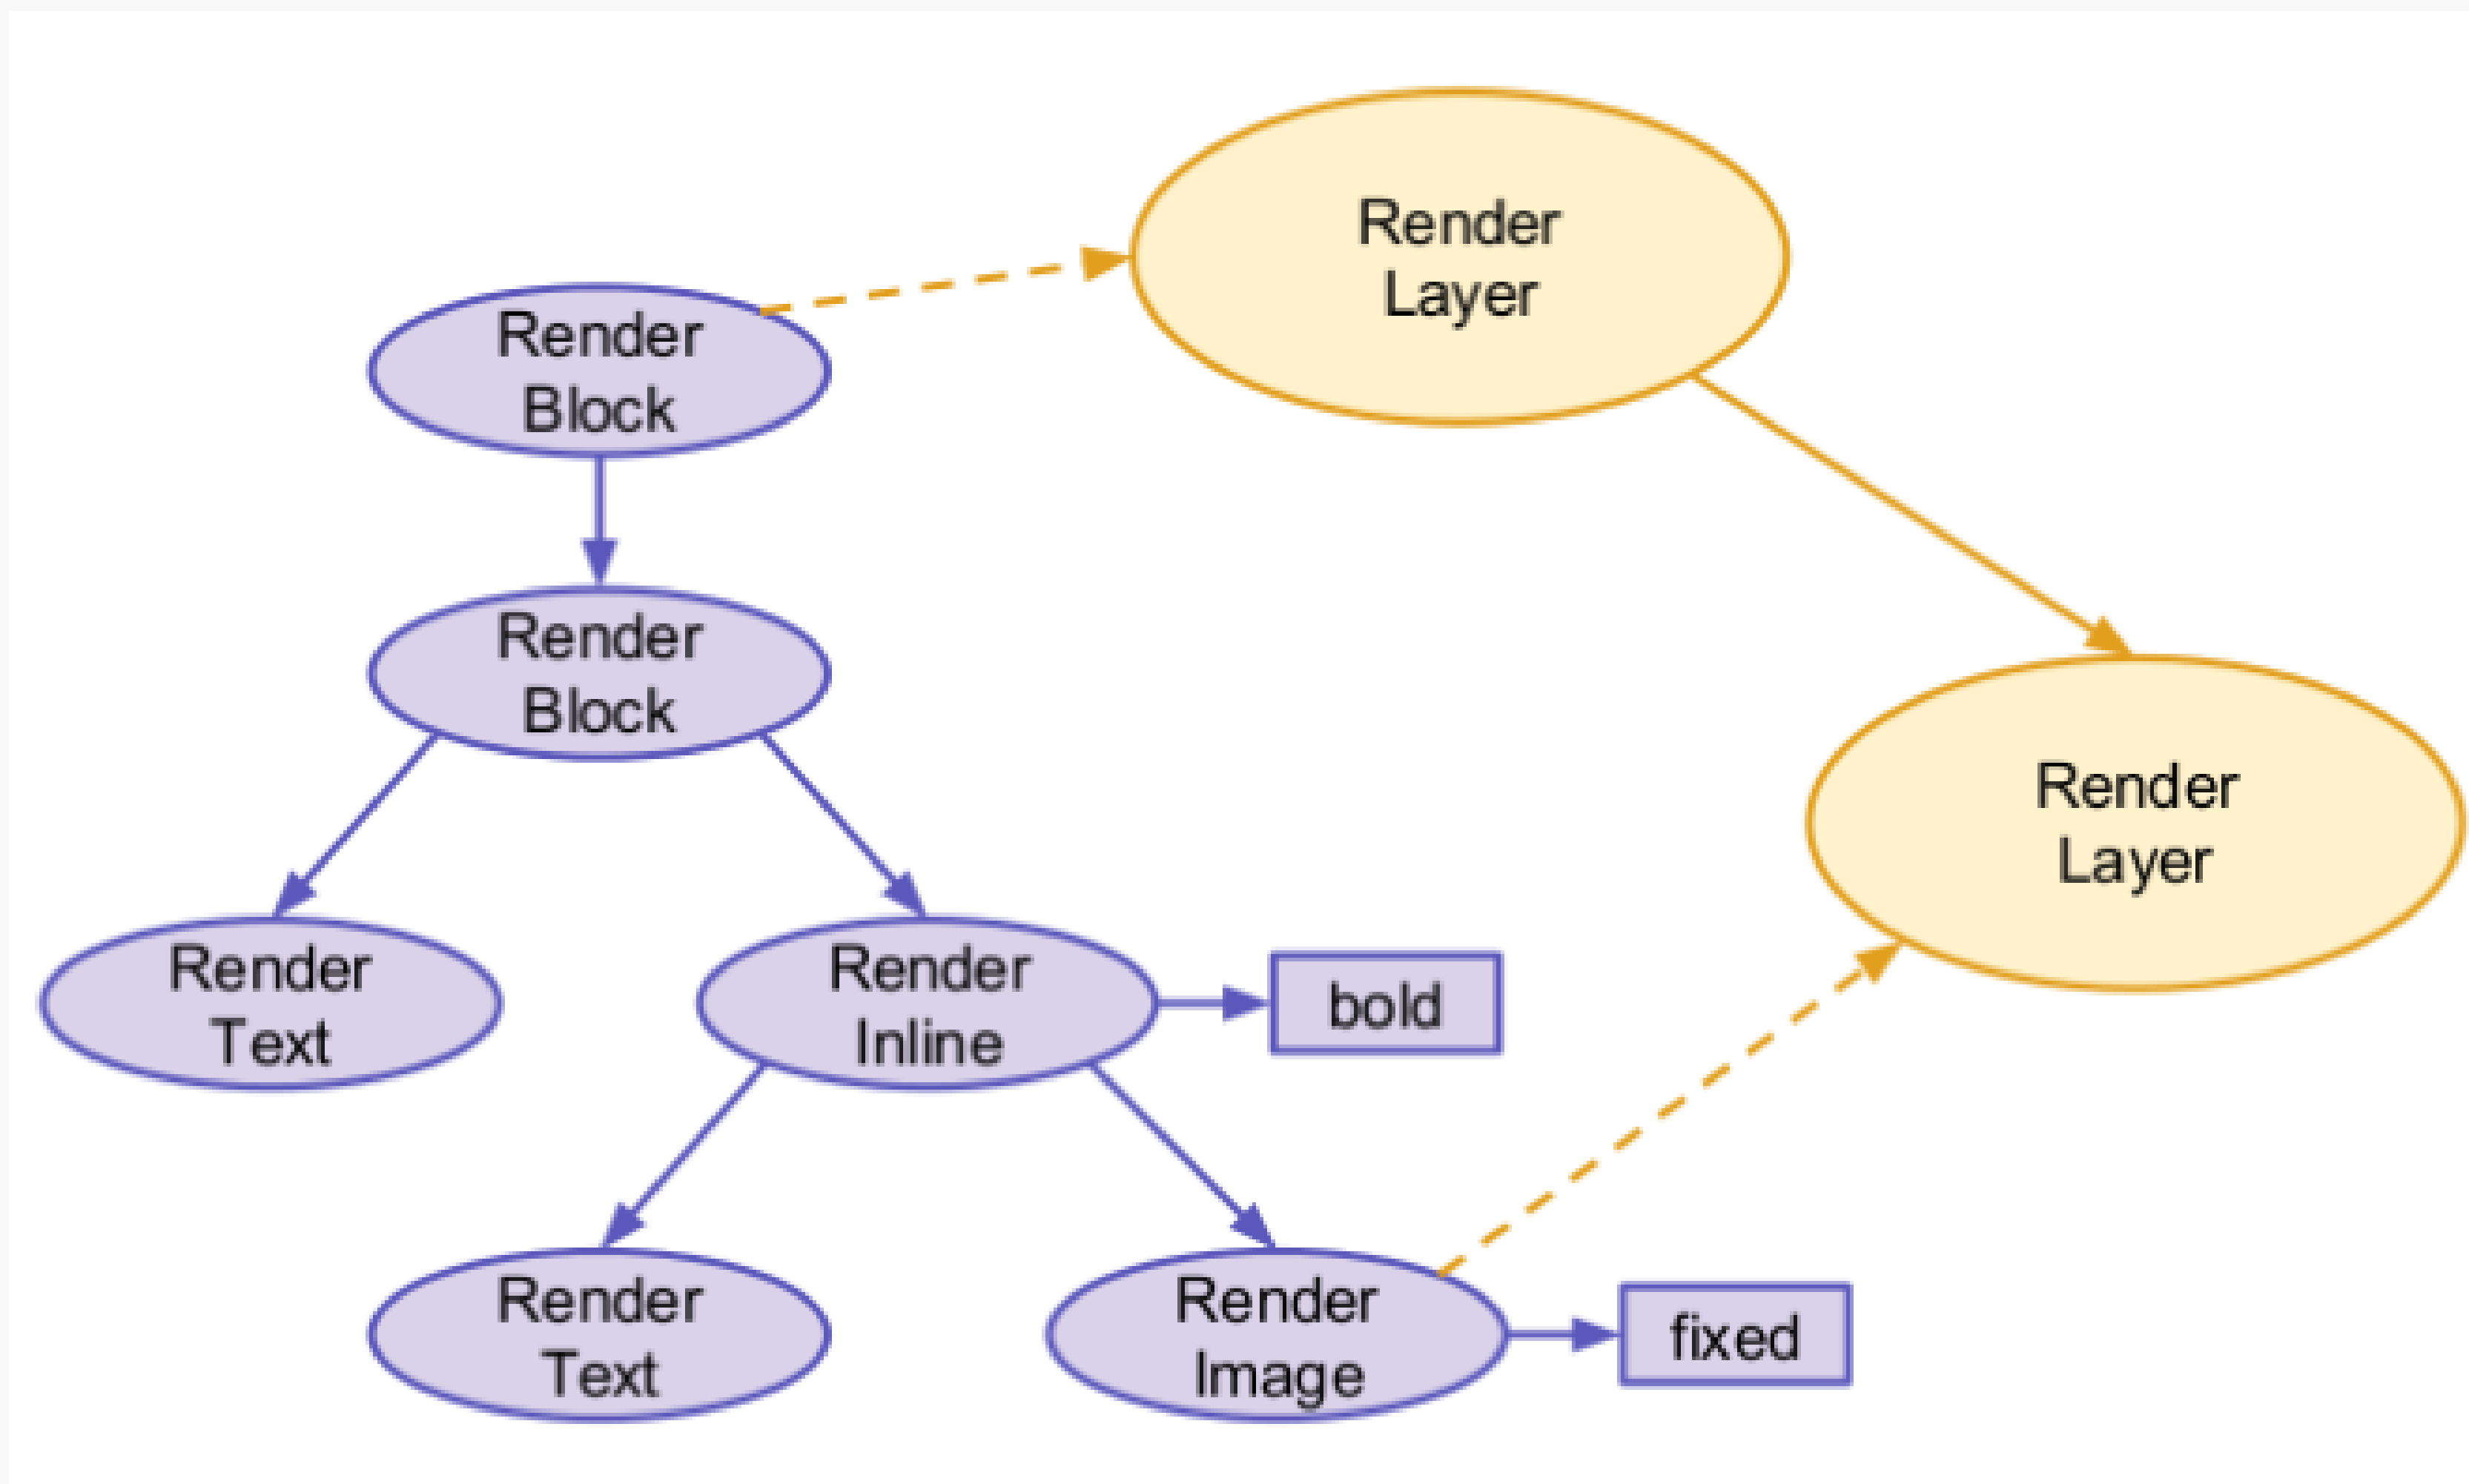 Render
Layer
Render
Block
Render
Block
Render
Layer
Render
Text
Render
Inline
bold
Render
Text
Render
Image
fixed